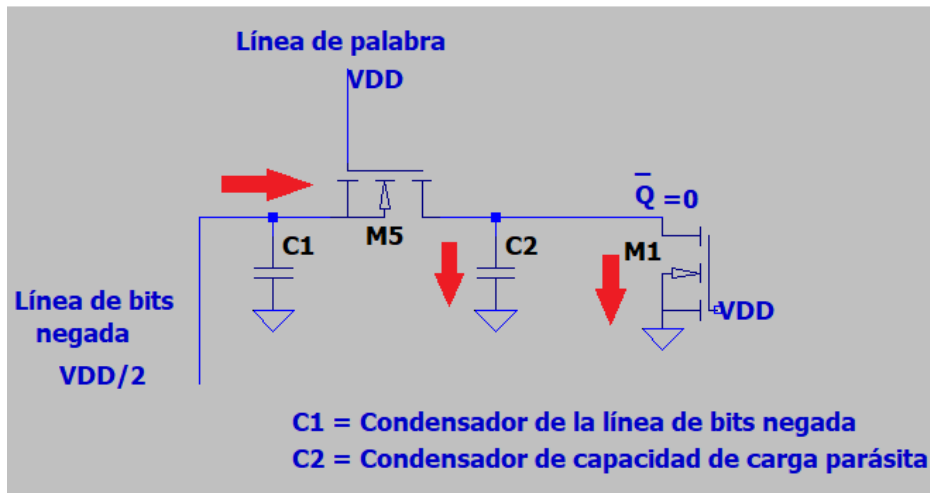 Línea de palabra
VDD
Q =0
C1
M5
C2
M1
VDD
Línea de bits
negada
VDD/2
C1 = Condensador de la línea de bits negada
C2 = Condensador de capacidad de carga parásita